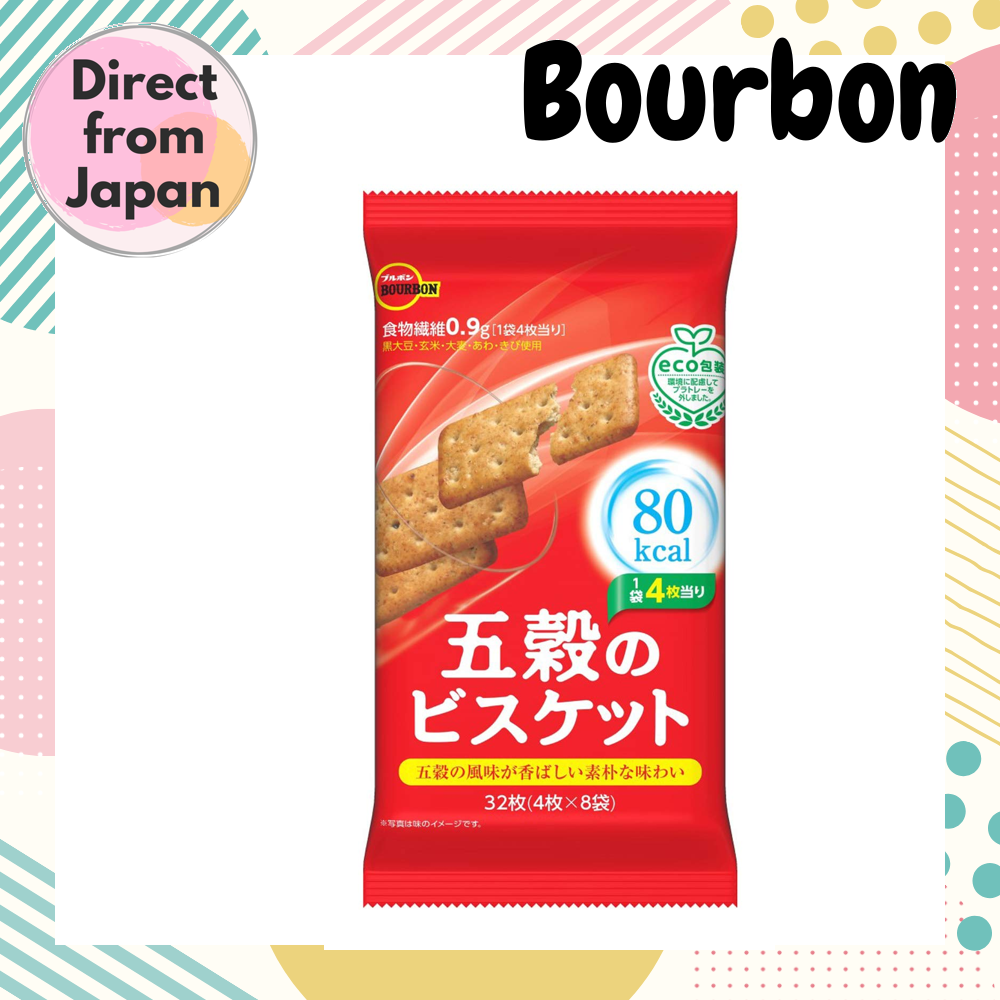 Direct
from
Japan
Bourbon
ブルボン
BOURBON
食物繊維0.9g[1袋4枚当り]
黒大豆・玄米・大麦・あわ・きび使用
eco包装
環境に配慮して
プラトレーを
外しました。
80
kcal
1袋4枚当り
五穀の
ビスケット
五穀の風味が香ばしい素朴な味わい
32枚(4枚×8袋)
※写真は味のイメージです。